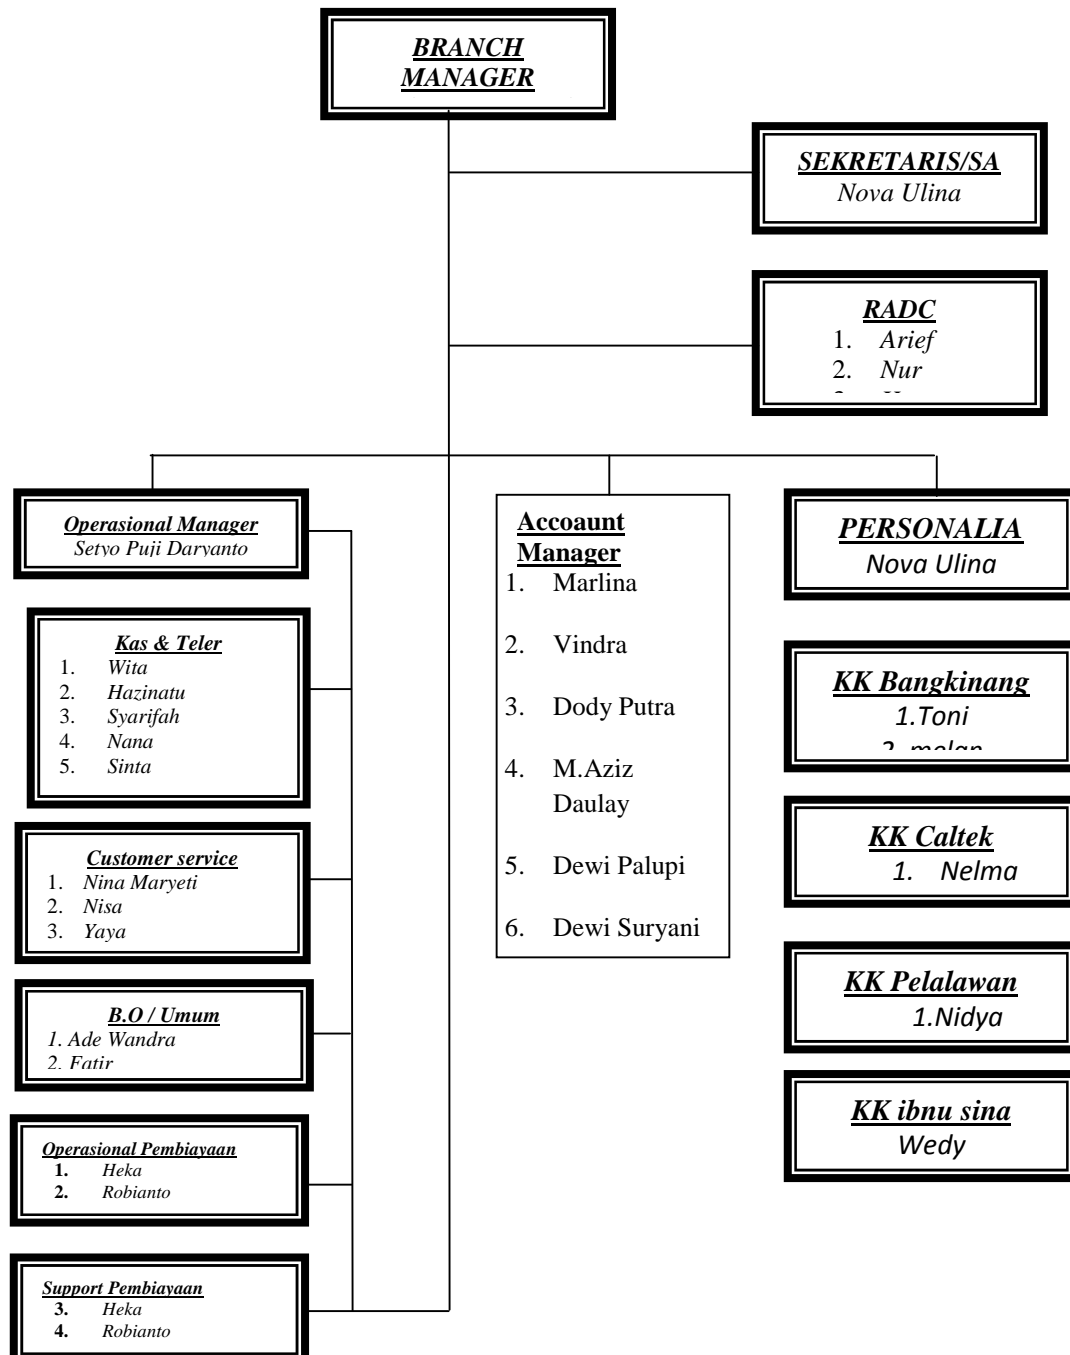 BRANCH
MANAGER
SEKRETARIS/SA
Nova Ulina
RADC
1. Arief
2. Nur
Operasional Manager
Setyo Puji Daryanto
Kas & Teler
1. Wita
2. Hazinatu
3. Syarifah
4. Nana
5. Sinta
Customer service
1. Nina Maryeti
2. Nisa
3. Yaya
B.O / Umum
1. Ade Wandra
2. Fatir
Operasional Pembiayaan
1. Heka
2. Robianto
Support Pembiayaan
3. Heka
4. Robianto
Accoaunt
Manager
1. Marlina
2. Vindra
3. Dody Putra
4. M.Aziz
Daulay
5. Dewi Palupi
6. Dewi Suryani
PERSONALIA
Nova Ulina
KK Bangkinang
1.Toni
2. melan
KK Caltek
1. Nelma
KK Pelalawan
1.Nidya
KK ibnu sina
Wedy